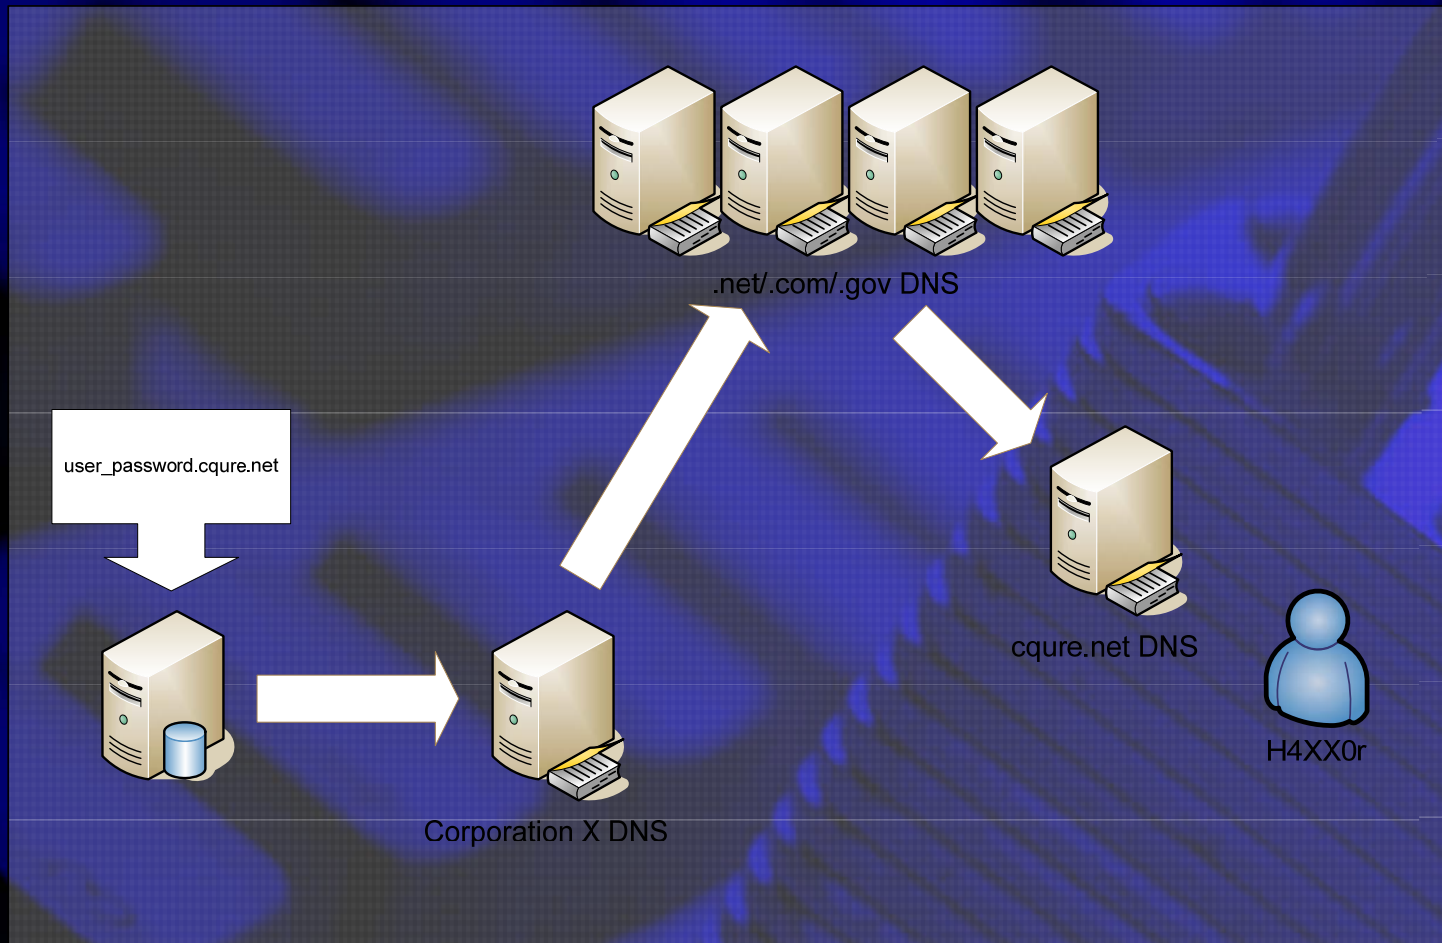 .net/.com/.gov DNS
user_password.cqure.net
cqure.net DNS
H4XX0r
Corporation X DNS